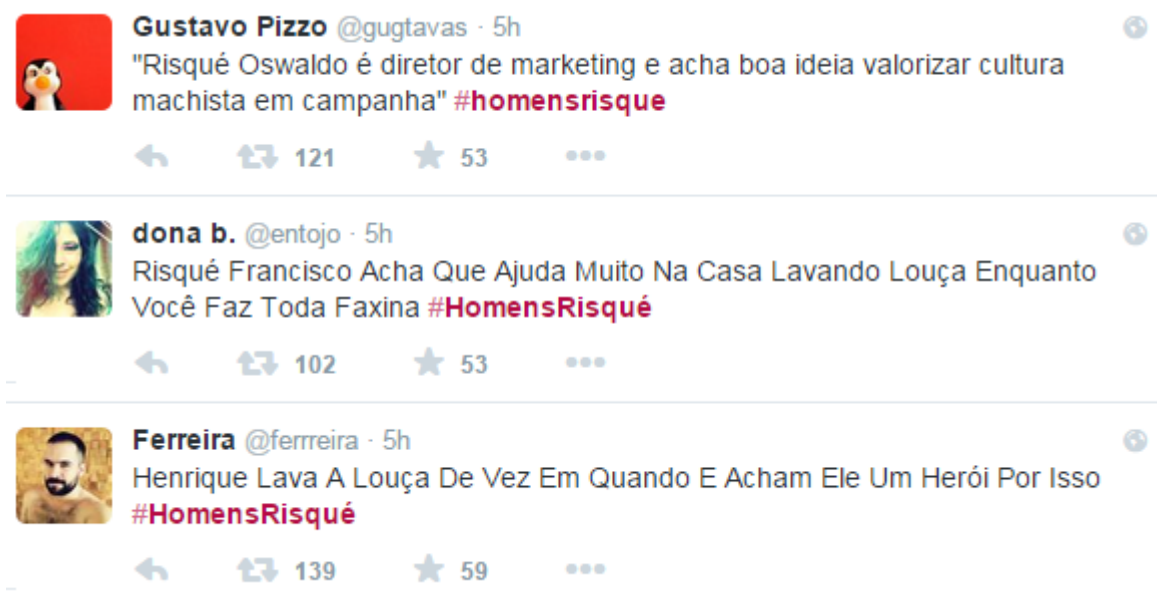 Gustavo Pizzo @gugtavas · 5h
"Risqué Oswaldo é diretor de marketing e acha boa ideia valorizar cultura
machista em campanha" #homensrisque
121 53
dona b. @entojo · 5h
Risqué Francisco Acha Que Ajuda Muito Na Casa Lavando Louça Enquanto
Você Faz Toda Faxina #HomensRisqué
102 53
Ferreira @ferrreira · 5h
Henrique Lava A Louça De Vez Em Quando E Acham Ele Um Herói Por Isso
#HomensRisqué
139 59